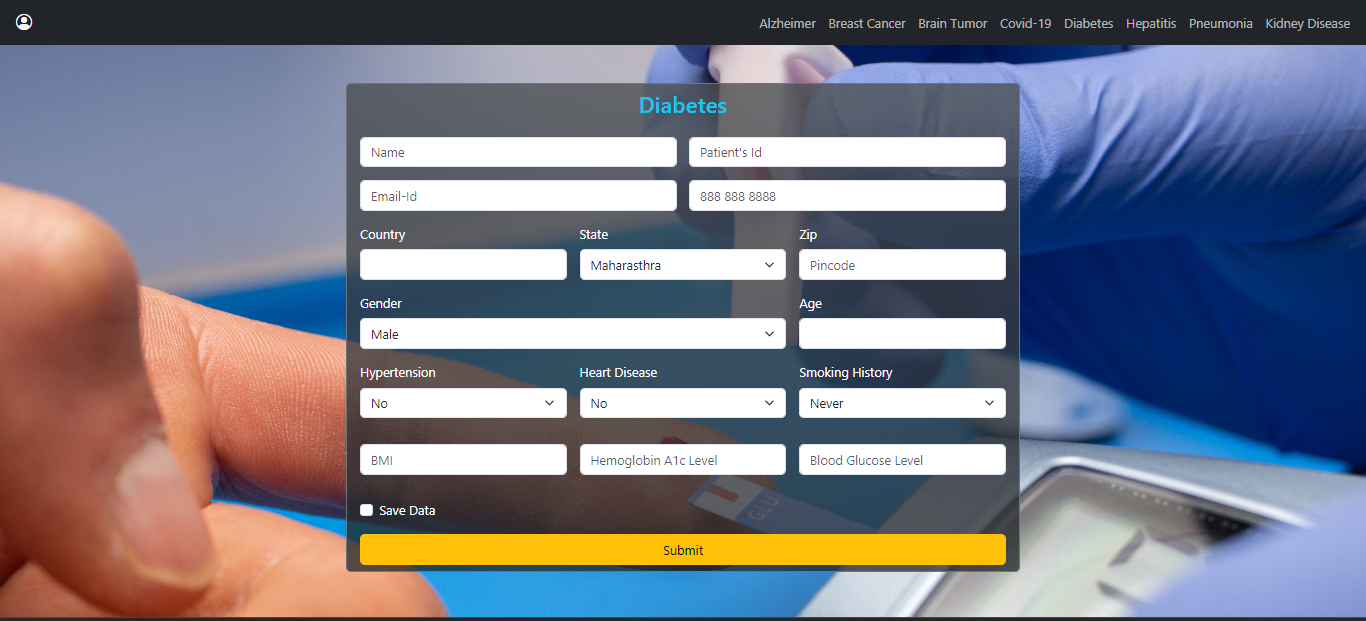 Alzheimer Breast Cancer Brain Tumor Covid-19 Diabetes Hepatitis Pneumonia Kidney Disease
Diabetes
Name Patient's Id
Email-Id 888 888 8888
Country State Zip
Maharasthra Pincode
Gender Age
Male
Hypertension Heart Disease Smoking History
No No Never
BMI Hemoglobin A1c Level Blood Glucose Level
GLU
Save Data
Submit